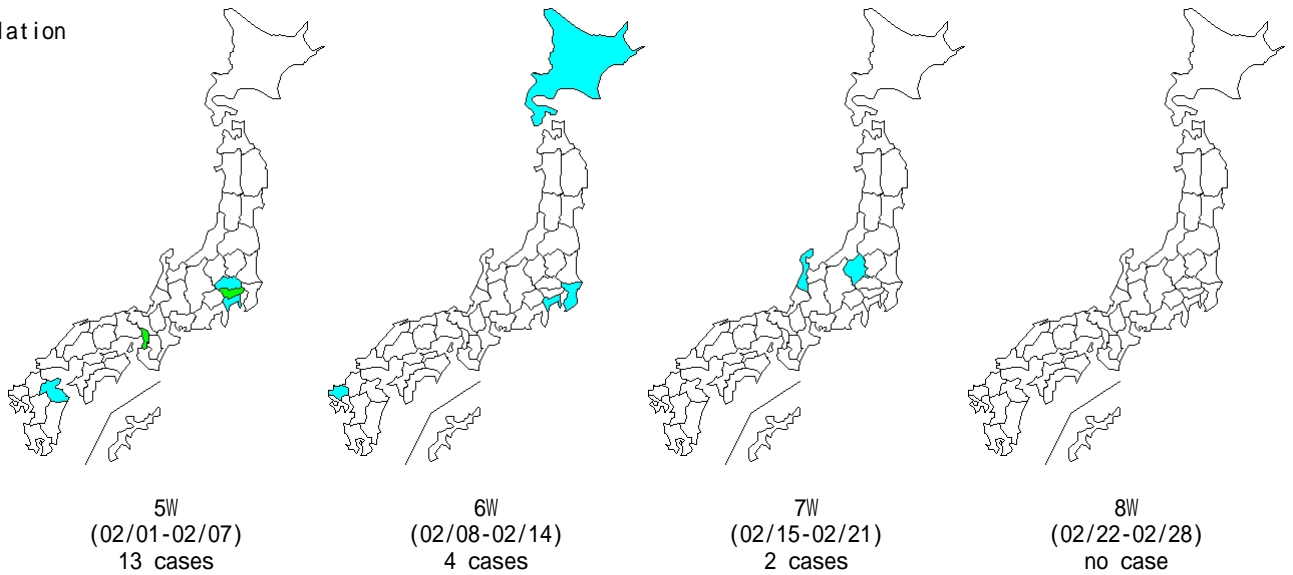 lation
5W
(02/01-02/07)
13 cases
6W
(02/08-02/14)
4 cases
7W
(02/15-02/21)
2 cases
8W
(02/22-02/28)
no case